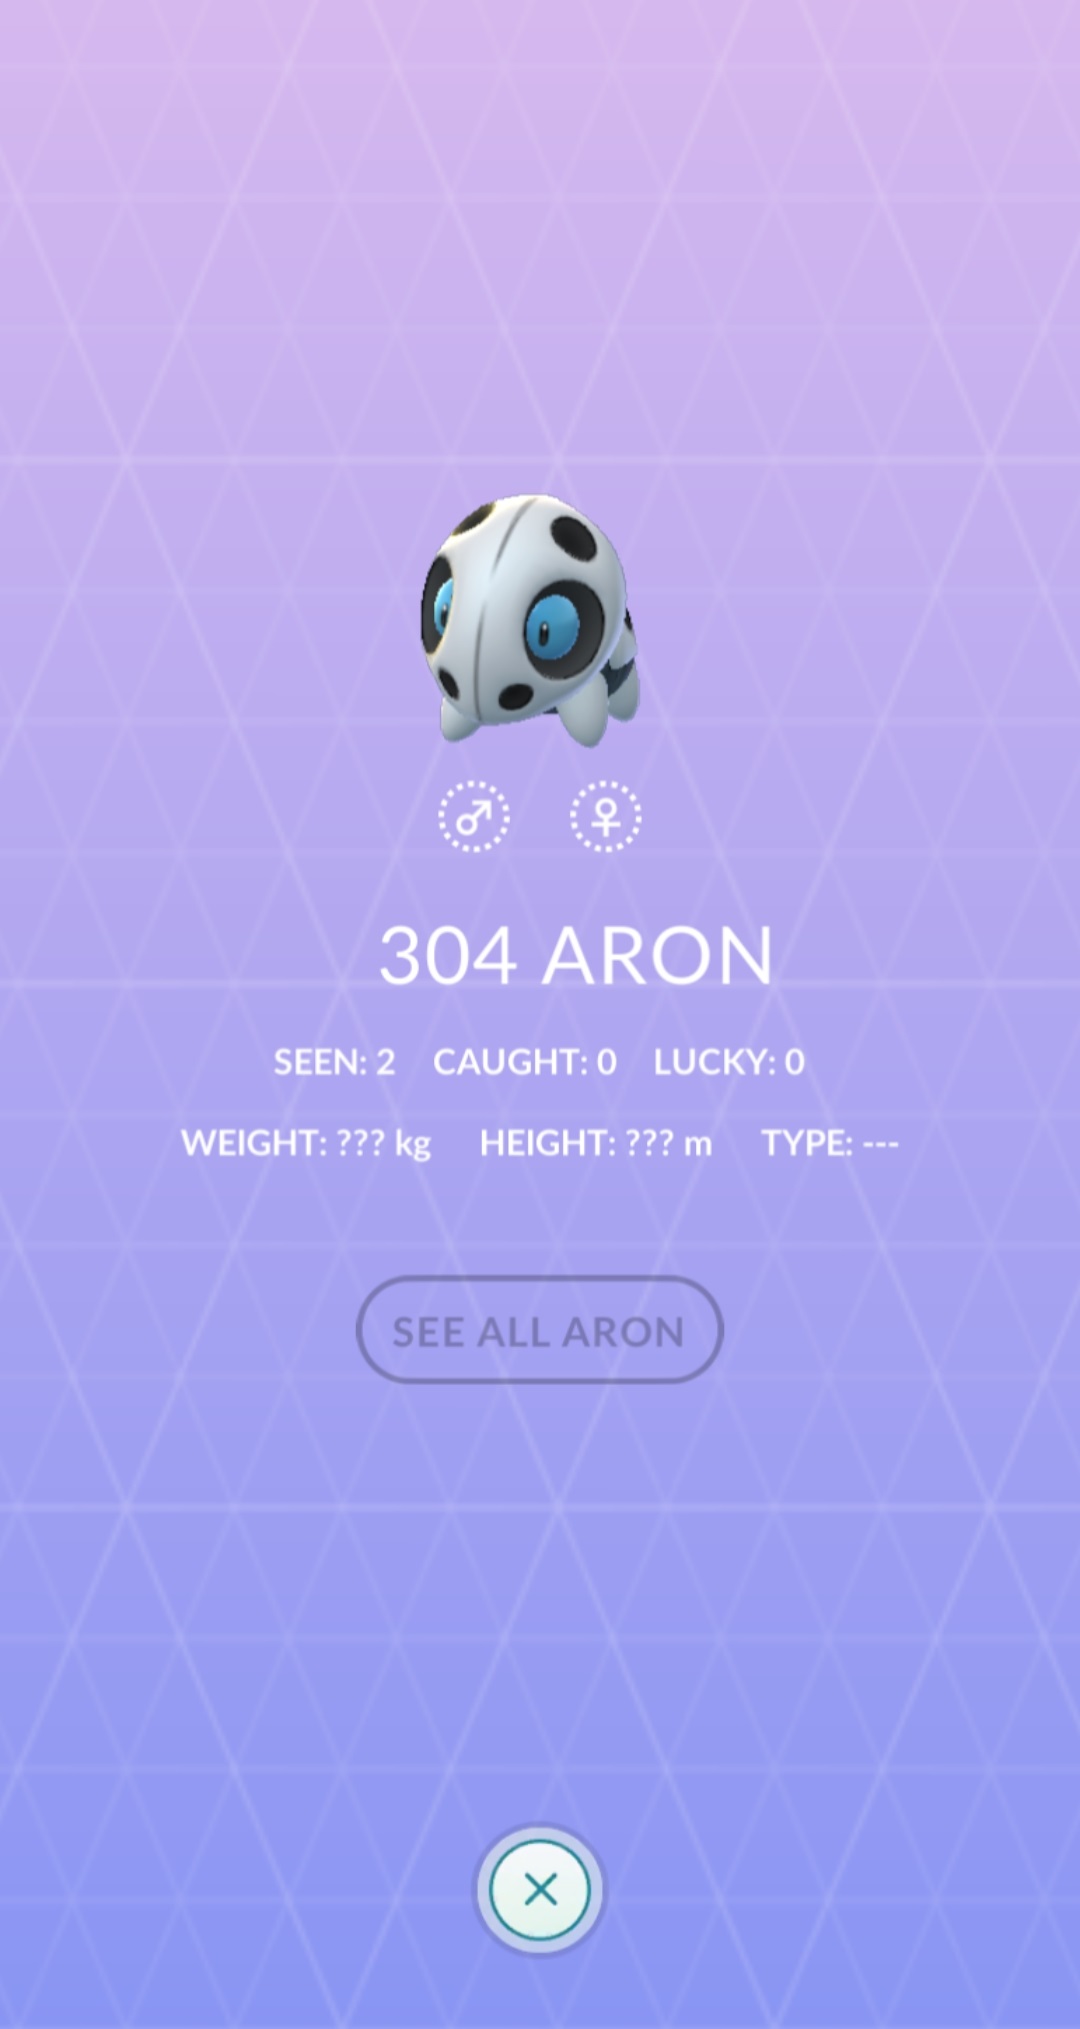 304 ARON
SEEN: 2 CAUGHT: 0 LUCKY: 0
WEIGHT: ??? kg HEIGHT: ??? m TYPE: ---
SEE ALL ARON